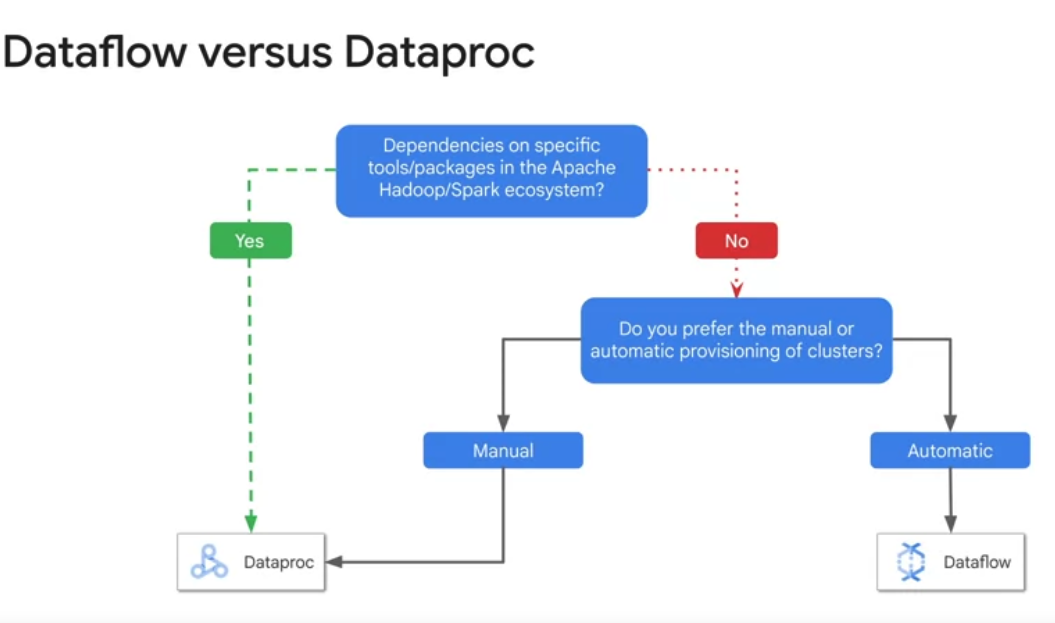 Dataflow versus Dataproc
Dependencies on specific
tools/packages in the Apache
Hadoop/Spark ecosystem?
Yes
No
Do you prefer the manual or
automatic provisioning of clusters?
Manual
Automatic
Dataproc
Dataflow